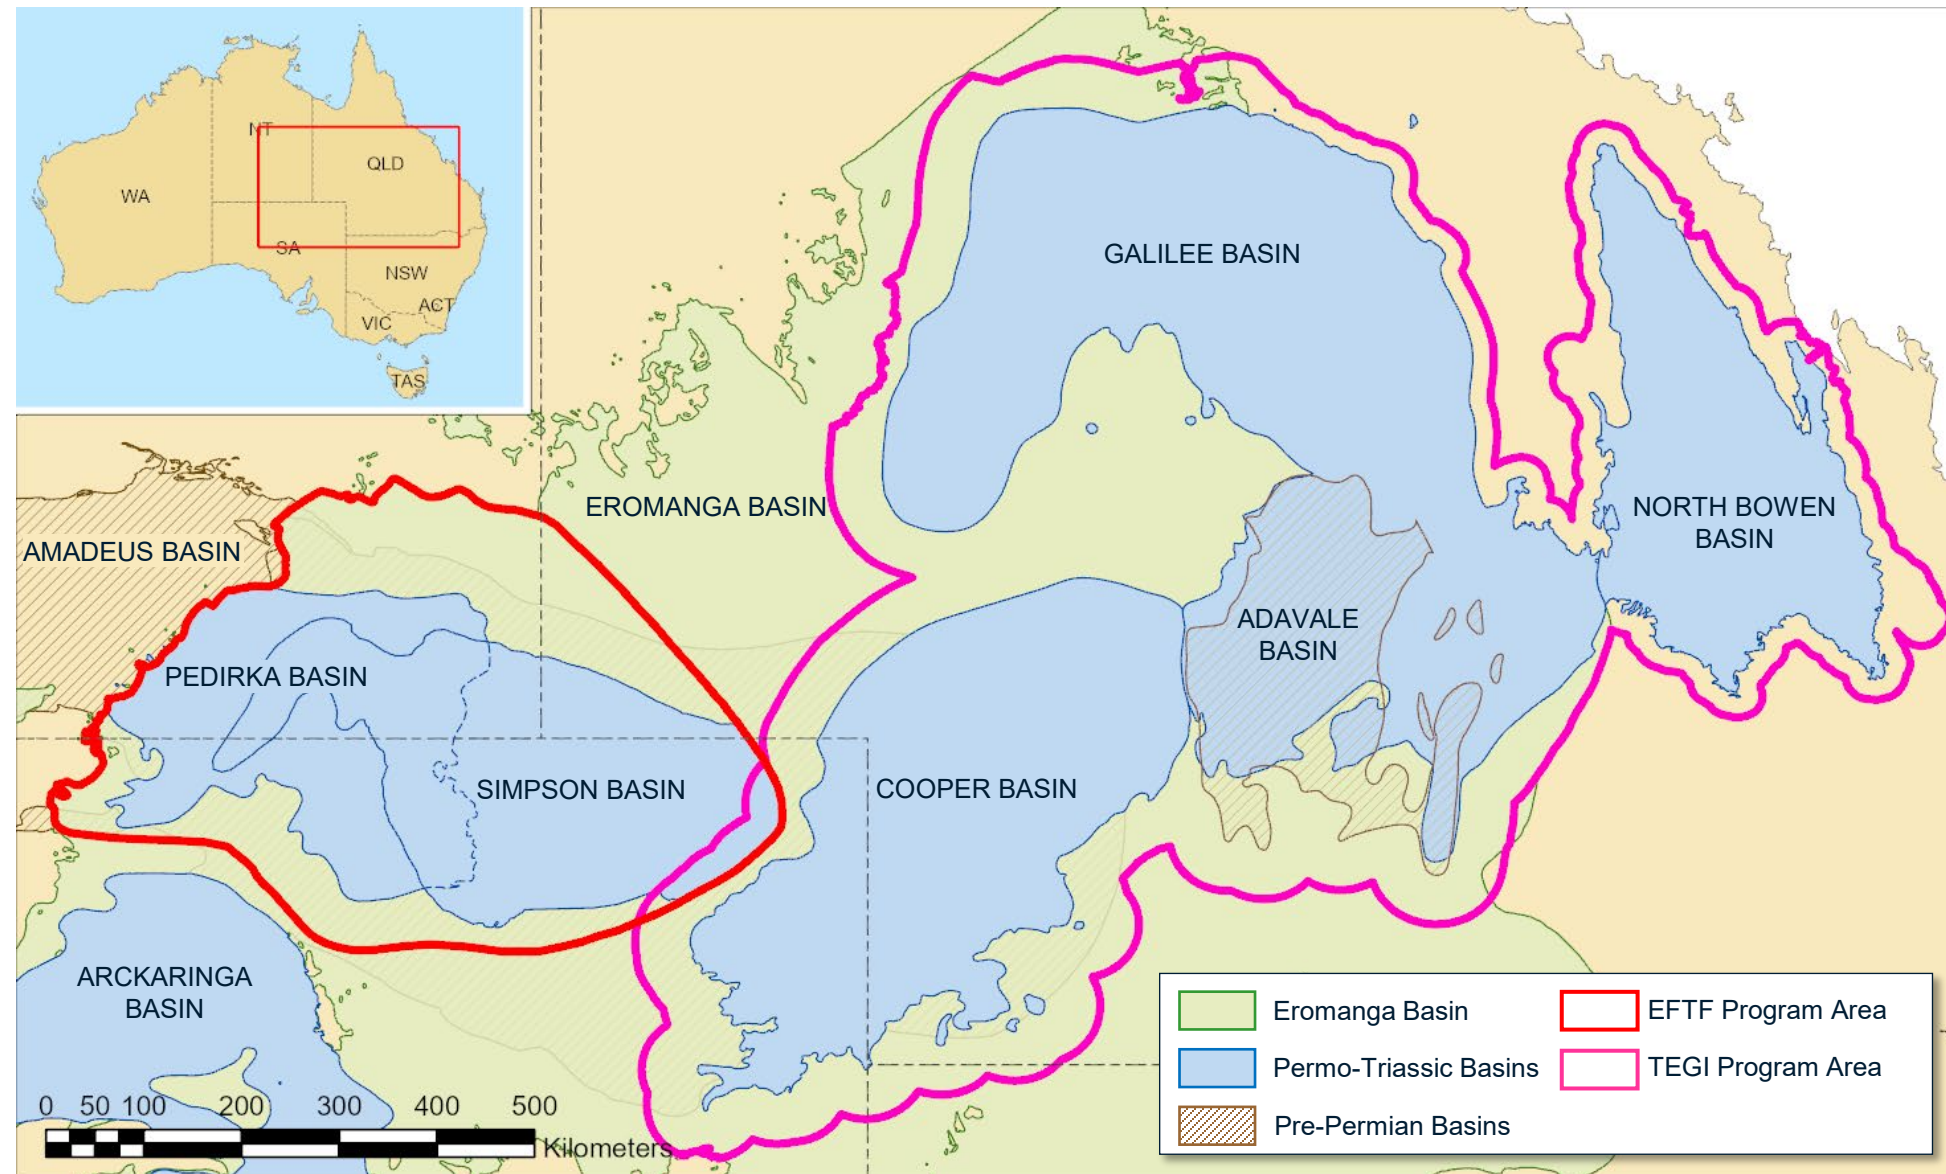 NT
QLD
WA
SA
NSW
ACT
VIC
TAS
GALILEE BASIN
EROMANGA BASIN
NORTH BOWEN
BASIN
AMADEUS BASIN
ADAVALE
BASIN
PEDIRKA BASIN
SIMPSON BASIN
COOPER BASIN
ARCKARINGA
BASIN
Eromanga Basin
EFTF Program Area
Permo-Triassic Basins
TEGI Program Area
Pre-Permian Basins
0 50 100 200 300 400 500
Kilometers